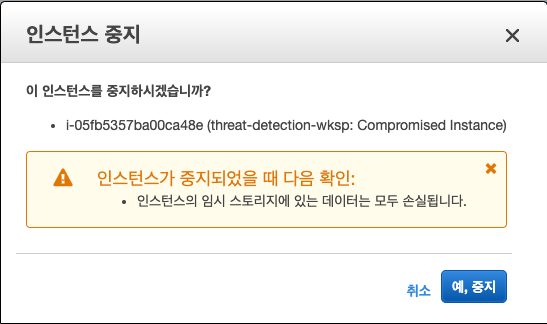 인스턴스 중지
이 인스턴스를 중지하시겠습니까?
• i-05fb5357ba00ca48e (threat-detection-wksp: Compromised Instance)
인스턴스가 중지되었을 때 다음 확인:
• 인스턴스의 임시 스토리지에 있는 데이터는 모두 손실됩니다.
취소
예, 중지